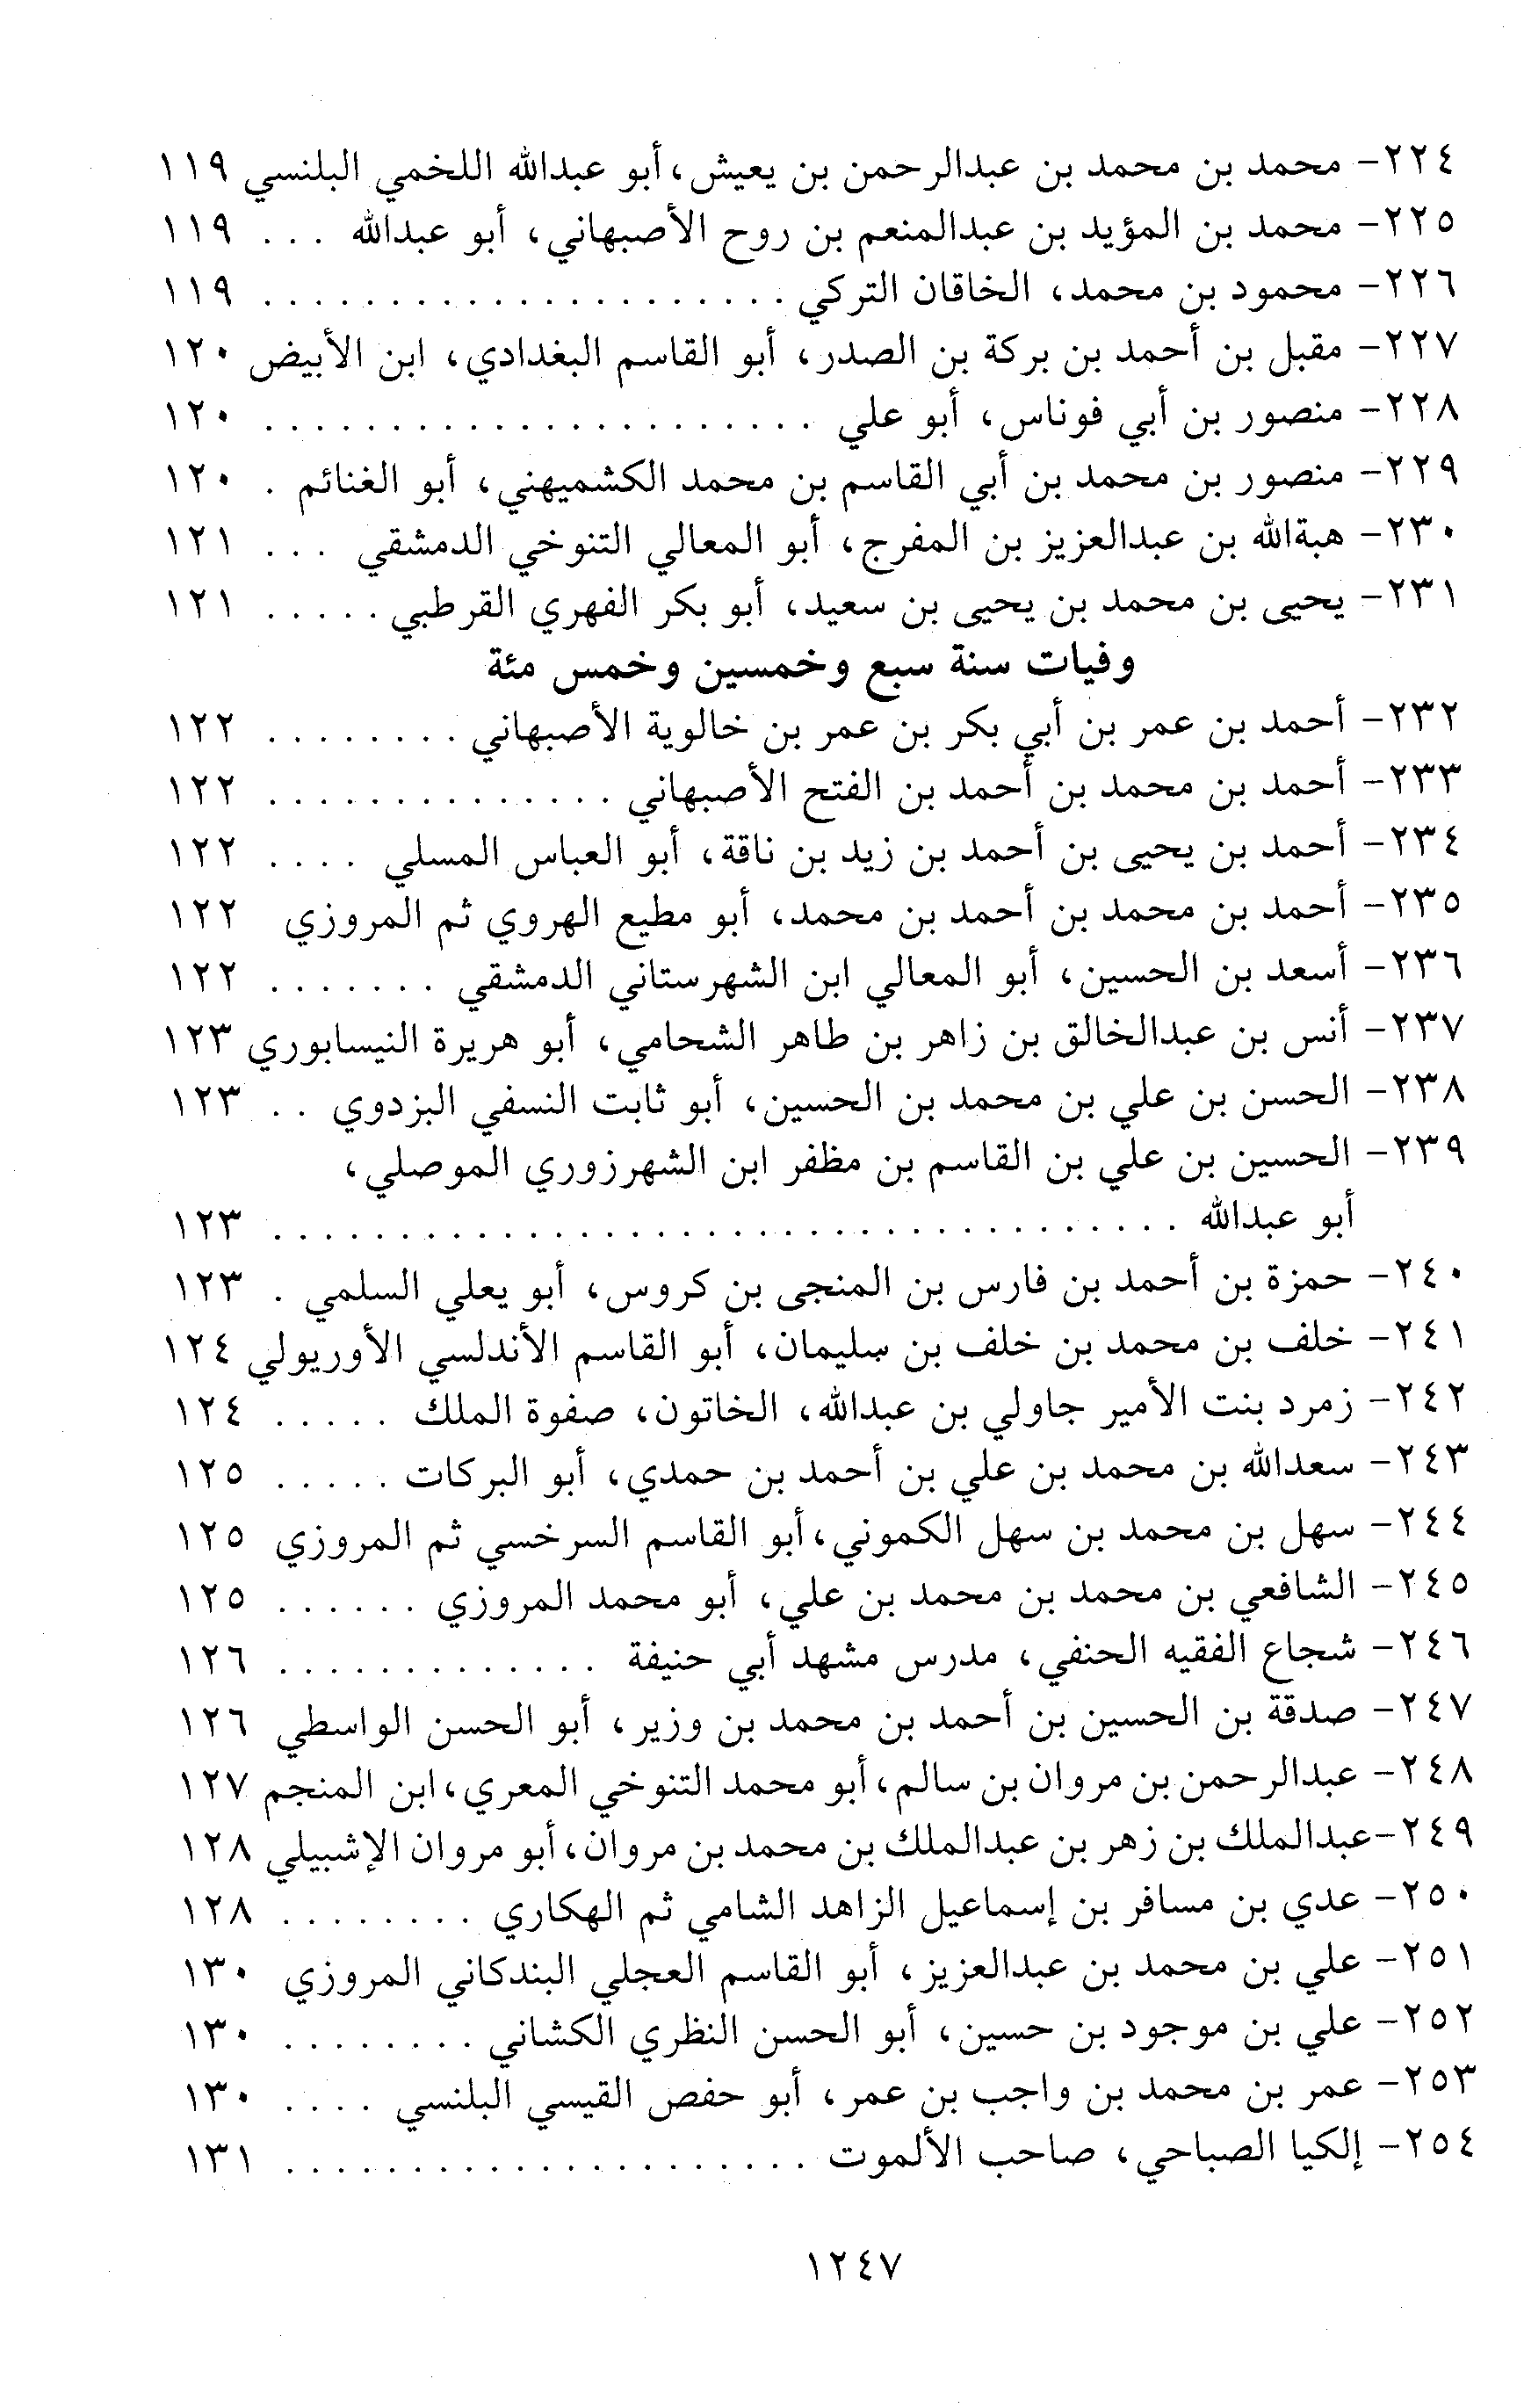 ٢٢٤- محمد بن محمد بن عبدالرحمن بن يعيش، أبو عبدالله اللخمي البلنسي ١١٩
٢٢٥- محمد بن المؤيد بن عبدالمنعم بن روح الأصبهاني، أبو عبدالله . . . ١١٩
٢٢٦- محمود بن محمد، الخاقان التركي . . . . . . . . . . . . . . . . . . . . . ١١٩
٢٢٧- مقبل بن أحمد بن بركة بن الصدر، أبو القاسم البغدادي، ابن الأبيض ١٢٠
٢٢٨- منصور بن أبي فوناس، أبو علي . . . . . . . . . . . . . . . . . . . . . . ١٢٠
٢٢٩- منصور بن محمد بن أبي القاسم بن محمد الكشميهني، أبو الغنائم . ١٢٠
٢٣٠- هبةالله بن عبدالعزيز بن المفرج، أبو المعالي التنوخي الدمشقي . . . ١٢١
٢٣١- يحيى بن محمد بن يحيى بن سعيد، أبو بكر الفهري القرطبي . . . . . ١٢١
وفيات سنة سبع وخمسين وخمس مئة
٢٣٢- أحمد بن عمر بن أبي بكر بن عمر بن خالوية الأصبهاني . . . . . . . . ١٢٢
٢٣٣- أحمد بن محمد بن أحمد بن الفتح الأصبهاني . . . . . . . . . . . . . . ١٢٢
٢٣٤- أحمد بن يحيى بن أحمد بن زيد بن ناقة، أبو العباس المسلي . . . . ١٢٢
٢٣٥- أحمد بن محمد بن أحمد بن محمد، أبو مطيع الهروي ثم المروزي ١٢٢
٢٣٦- أسعد بن الحسين، أبو المعالي ابن الشهرستاني الدمشقي . . . . . . . ١٢٢
٢٣٧- أنس بن عبدالخالق بن زاهر بن طاهر الشحامي، أبو هريرة النيسابوري ١٢٣
٢٣٨- الحسن بن علي بن محمد بن الحسين، أبو ثابت النسفي البزدوي . . ١٢٣
٢٣٩- الحسين بن علي بن القاسم بن مظفر ابن الشهرزوري الموصلي،
أبو عبدالله . . . . . . . . . . . . . . . . . . . . . . . . . . . . . . . . . . . . ١٢٣
٢٤٠- حمزة بن أحمد بن فارس بن المنجى بن كروس، أبو يعلي السلمي . ١٢٣
٢٤١- خلف بن محمد بن خلف بن سليمان، أبو القاسم الأندلسي الأوريولي ١٢٤
٢٤٢- زمرد بنت الأمير جاولي بن عبدالله، الخاتون، صفوة الملك . . . . . ١٢٤
٢٤٣- سعدالله بن محمد بن علي بن أحمد بن حمدي، أبو البركات . . . . . ١٢٥
٢٤٤- سهل بن محمد بن سهل الكموني، أبو القاسم السرخسي ثم المروزي ١٢٥
٢٤٥- الشافعي بن محمد بن محمد بن علي، أبو محمد المروزي . . . . . . ١٢٥
٢٤٦- شجاع الفقيه الحنفي، مدرس مشهد أبي حنيفة . . . . . . . . . . . . . ١٢٦
٢٤٧- صدقة بن الحسين بن أحمد بن محمد بن وزير، أبو الحسن الواسطي ١٢٦
٢٤٨- عبدالرحمن بن مروان بن سالم، أبو محمد التنوخي المعري، ابن المنجم ١٢٧
٢٤٩- عبدالملك بن زهر بن عبدالملك بن محمد بن مروان، أبو مروان الإشبيلي ١٢٨
٢٥٠- عدي بن مسافر بن إسماعيل الزاهد الشامي ثم الهكاري . . . . . . . . ١٢٨
٢٥١- علي بن محمد بن عبدالعزيز، أبو القاسم العجلي البندكاني المروزي ١٣٠
٢٥٢- علي بن موجود بن حسين، أبو الحسن النظري الكشاني . . . . . . . . ١٣٠
٢٥٣- عمر بن محمد بن واجب بن عمر، أبو حفص القيسي البلنسي . . . . ١٣٠
٢٥٤- إلكيا الصباحي، صاحب الألموت . . . . . . . . . . . . . . . . . . . . . ١٣١
١٢٤٧